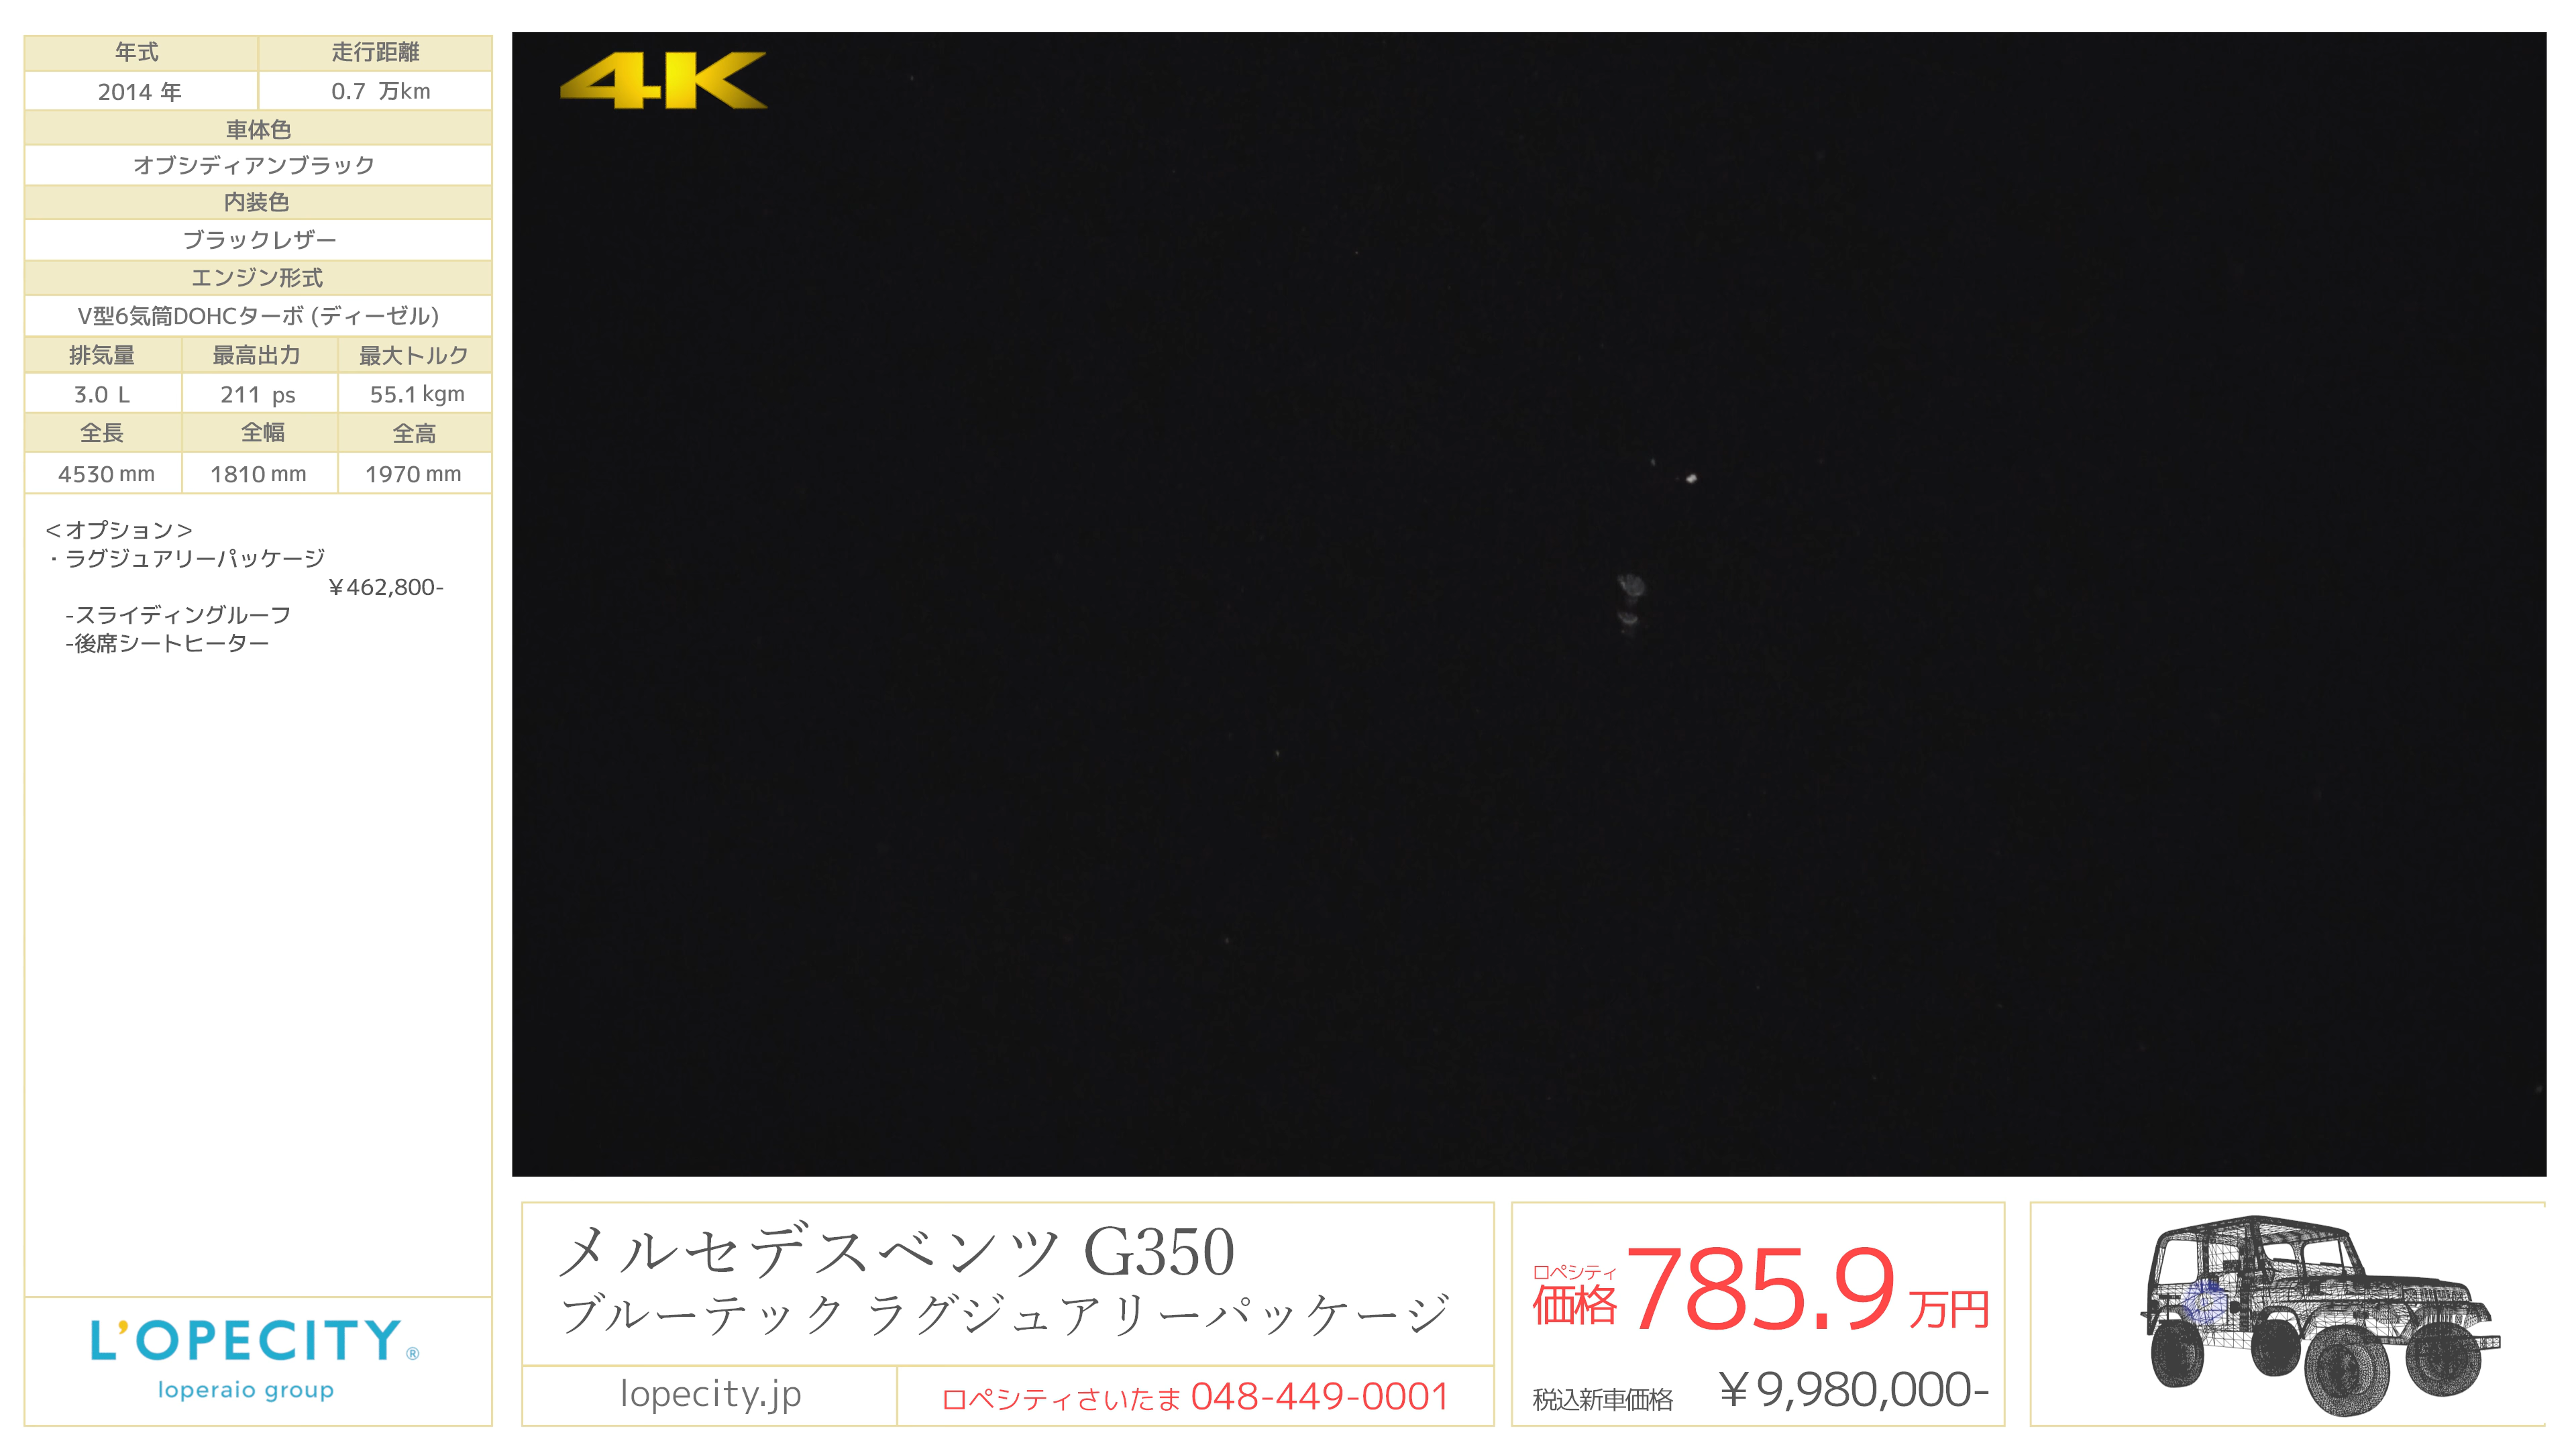 年式 走行距離
2014 年 0.7 万km
車体色
オブシディアンブラック
内装色
ブラックレザー
エンジン形式
V型6気筒DOHCターボ (ディーゼル)
排気量 最高出力 最大トルク
3.0 L 211 ps 55.1 kgm
全長 全幅 全高
4530 mm 1810 mm 1970 mm
＜オプション＞
・ラグジュアリーパッケージ
￥462,800-
-スライディングルーフ
-後席シートヒーター
L'OPECITY®
loperaio group
4K
メルセデスベンツ G350
ブルーテック ラグジュアリーパッケージ
lopecity.jp
ロペシティさいたま 048-449-0001
ロペシティ
価格 785.9 万円
税込新車価格 ￥9,980,000-